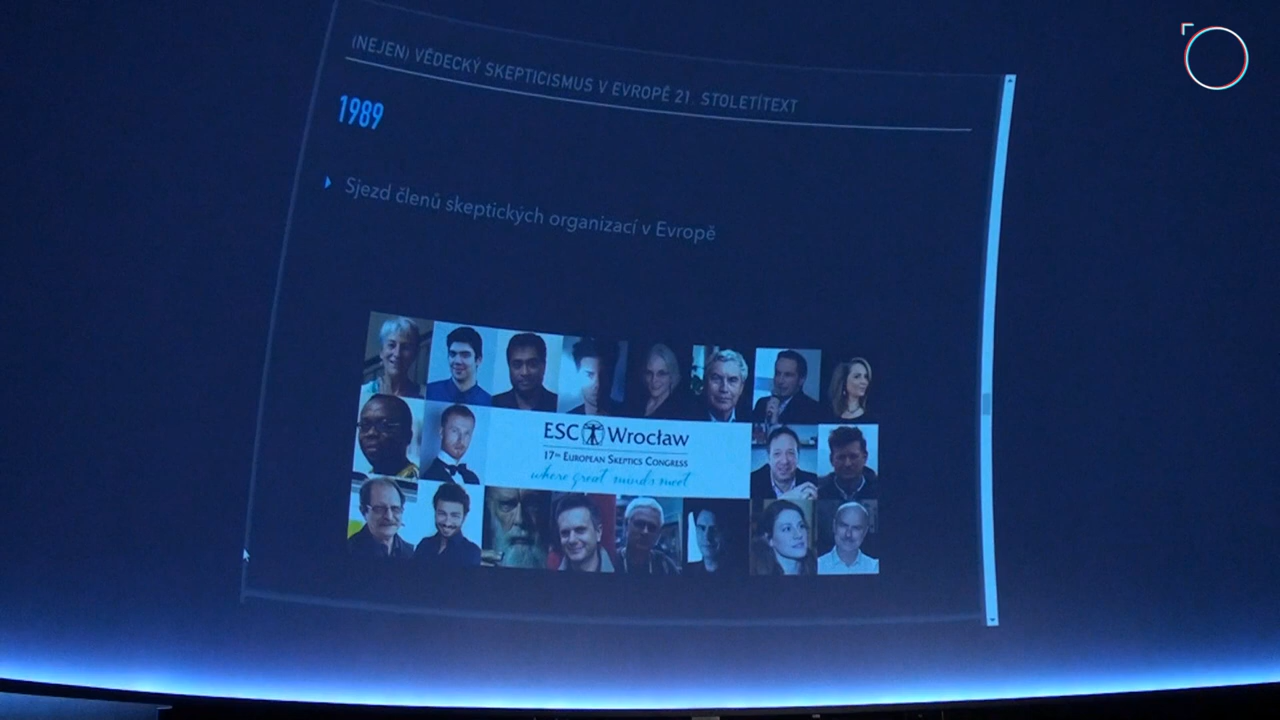 (NEJEN) VĚDECKÝ SKEPTICISMUS V EVROPĚ 21. STOLETÍTEXT
1989
Sjezd členů skeptických organizací v Evropě
ESC Wrocław
17TH EUROPEAN SKEPTICS CONGRESS
where great minds meet